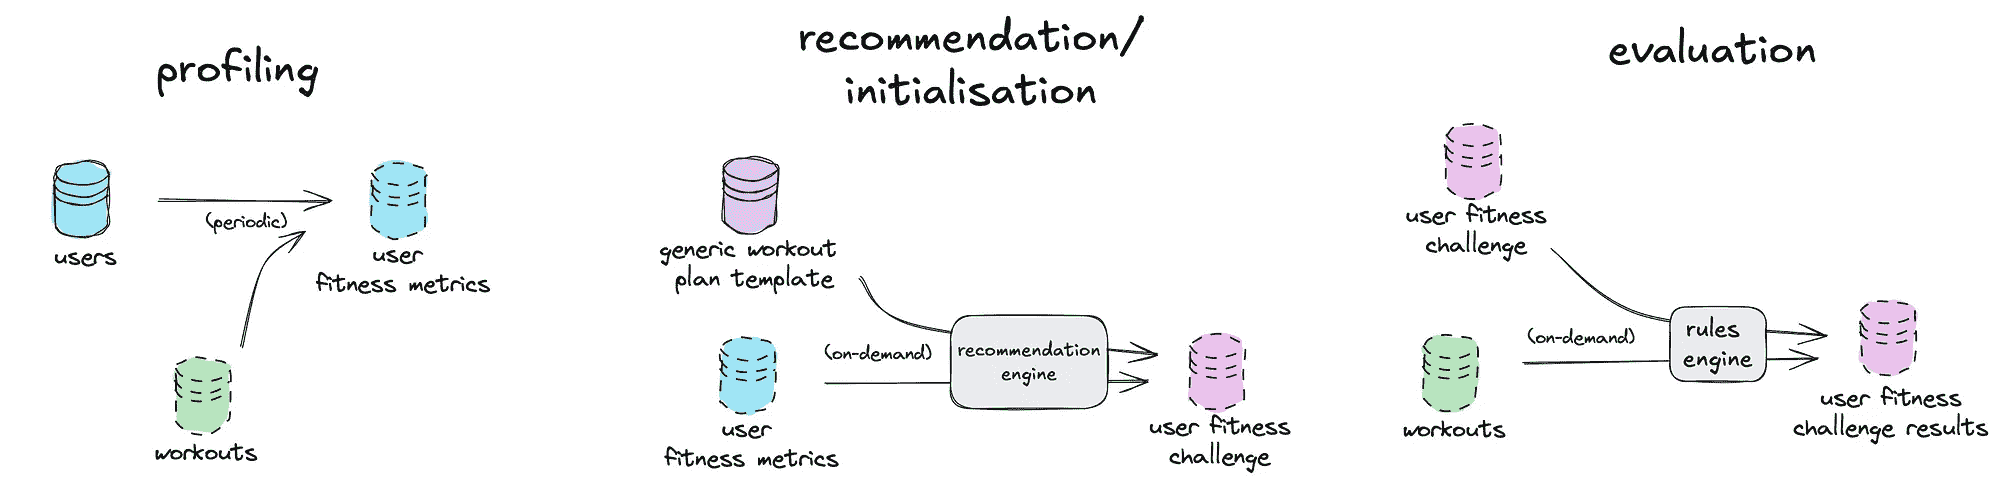 profiling
users
(periodic)
user
fitness metrics
workouts
recommendation/
initialisation
generic workout
plan template
(on-demand)
user
fitness metrics
recommendation
engine
user fitness
challenge
evaluation
user fitness
challenge
(on-demand)
workouts
rules
engine
user fitness
challenge results